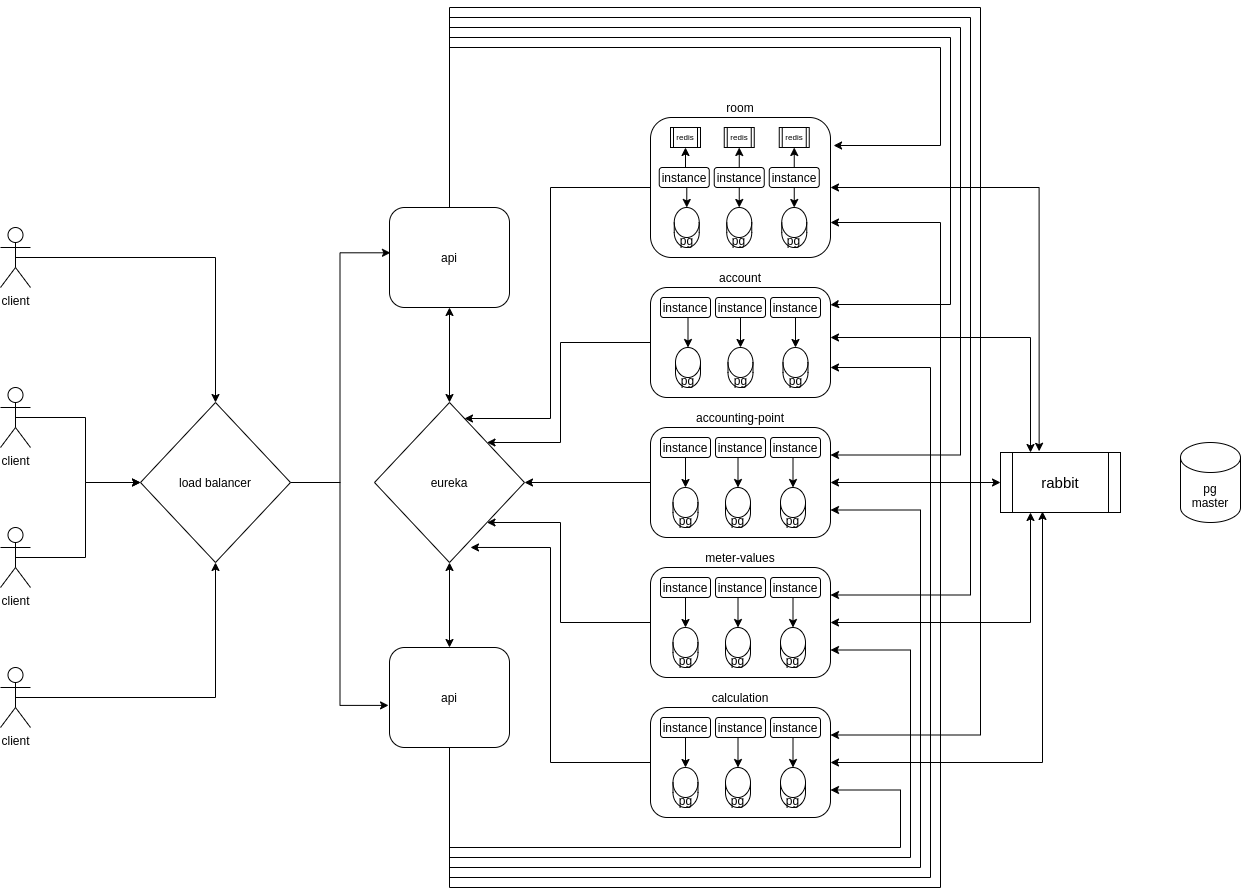 room
redis redis redis
instance instance instance
pg pg pg
api
client
account
instance instance instance
pg pg pg
client
accounting-point
instance instance instance
pg pg pg
load balancer
eureka
rabbit
pg
master
client
meter-values
instance instance instance
pg pg pg
api
client
calculation
instance instance instance
pg pg pg